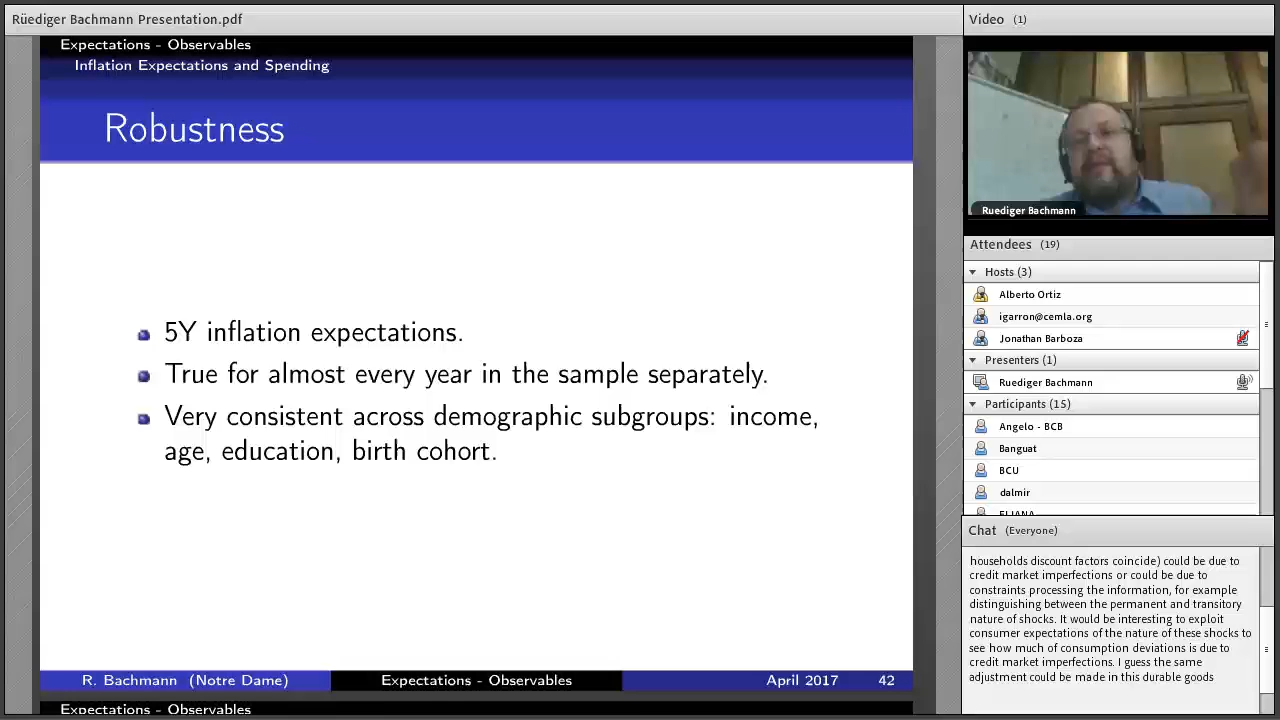 Rüediger Bachmann Presentation.pdf
Expectations - Observables
Inflation Expectations and Spending
Robustness
5Y inflation expectations.
True for almost every year in the sample separately.
Very consistent across demographic subgroups: income,
age, education, birth cohort.
R. Bachmann (Notre Dame)
Expectations - Observables
April 2017
42
Expectations - Observables
Video (1)
Ruediger Bachmann
Attendees (19)
Hosts (3)
Alberto Ortiz
igarron@cemla.org
Jonathan Barboza
Presenters (1)
Ruediger Bachmann
Participants (15)
Angelo - BCB
Banguat
BCU
dalmir
ELIANA
Chat (Everyone)
households discount factors coincide) could be due to
credit market imperfections or could be due to
constraints processing the information, for example
distinguishing between the permanent and transitory
nature of shocks. It would be interesting to exploit
consumer expectations of the nature of these shocks to
see how much of consumption deviations is due to
credit market imperfections. I guess the same
adjustment could be made in this durable goods